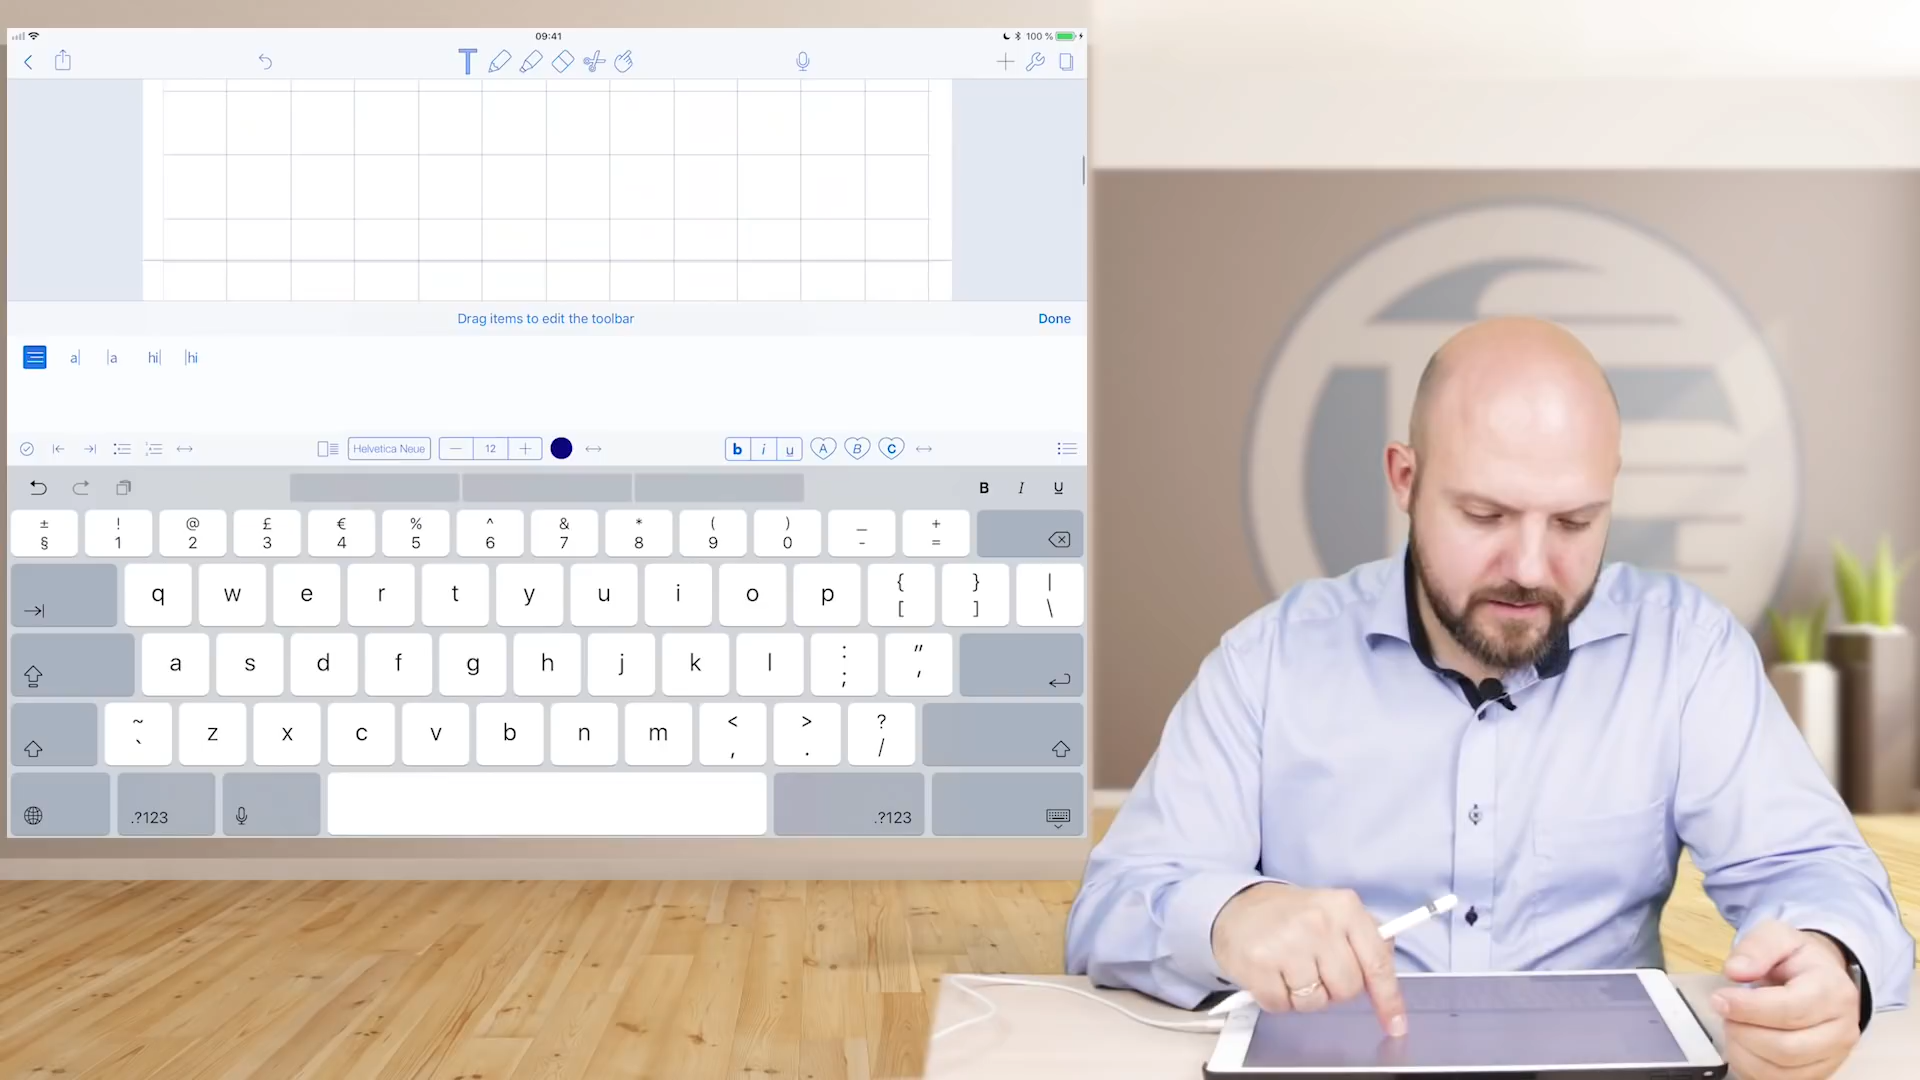 09:41
100 %
T
Drag items to edit the toolbar
Done
a| |a hi| |hi
Helvetica Neue
— 12 +
b i u A B C
B I U
± ! @ £ € % ^ & * ( ) _ +
§ 1 2 3 4 5 6 7 8 9 0 - =
q w e r t y u i o p { [ } ] | \
a s d f g h j k l : ; " '
~ ` z x c v b n m < , > . ? /
.?123 .?123